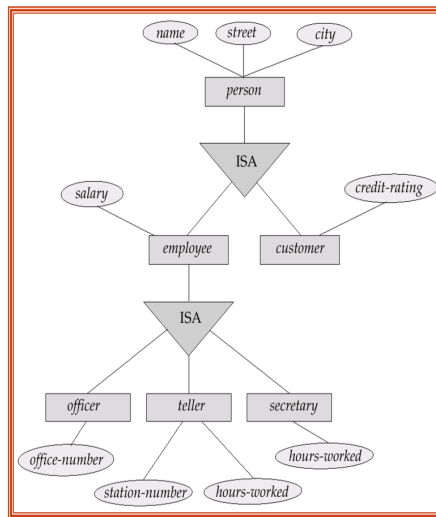 name street city
person
ISA
salary
credit-rating
employee customer
ISA
officer teller secretary
office-number
hours-worked
station-number hours-worked